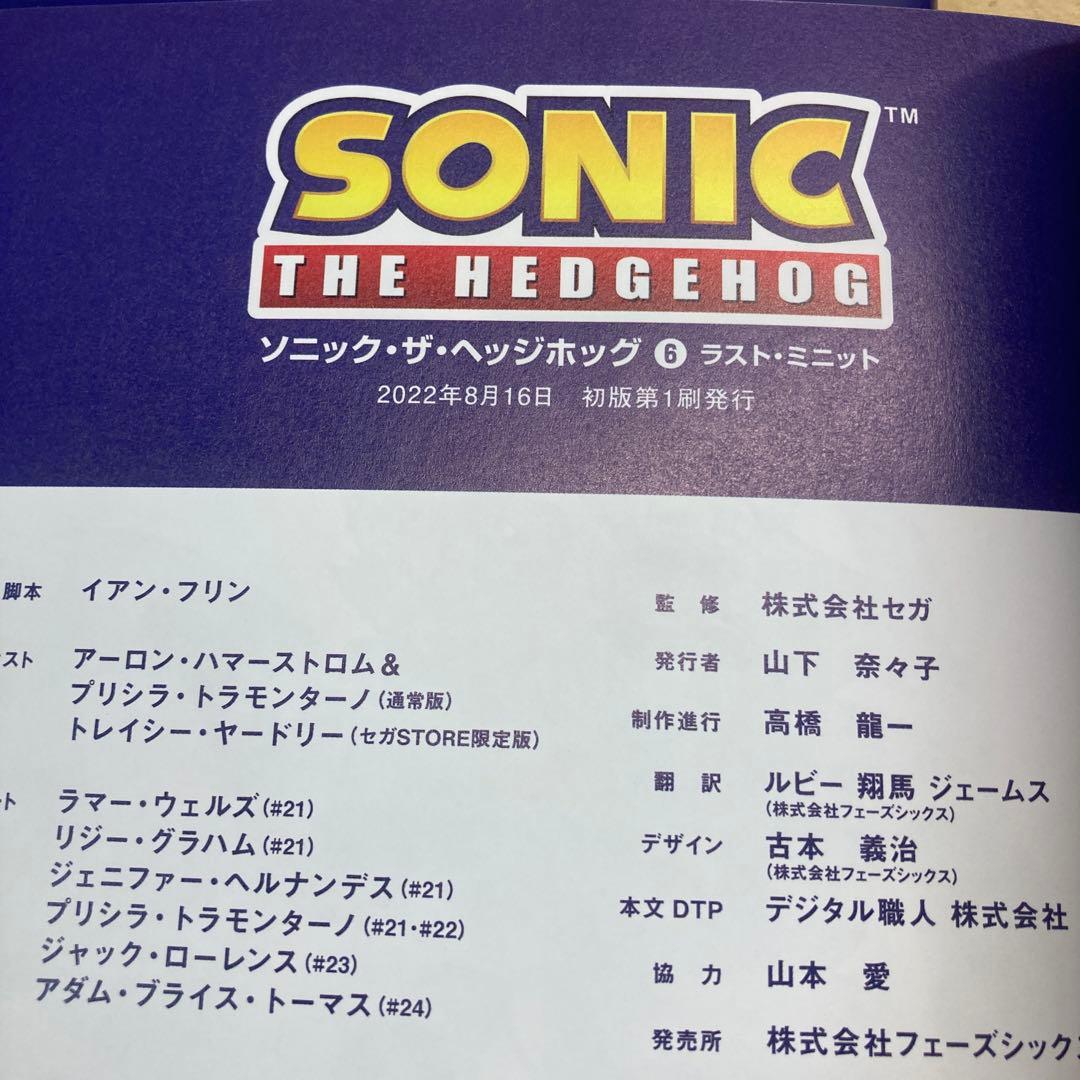 SONIC™
THE HEDGEHOG
ソニック・ザ・ヘッジホッグ ❻ ラスト・ミニット
2022年8月16日　初版第1刷発行
脚本　イアン・フリン
アーロン・ハマーストロム＆
プリシラ・トラモンターノ（通常版）
トレイシー・ヤードリー（セガSTORE限定版）
ラマー・ウェルズ（#21）
リジー・グラハム（#21）
ジェニファー・ヘルナンデス（#21）
プリシラ・トラモンターノ（#21・#22）
ジャック・ローレンス（#23）
アダム・ブライス・トーマス（#24）
監 修　株式会社セガ
発行者　山下　奈々子
制作進行　高橋　龍一
翻 訳　ルビー 翔馬 ジェームス
（株式会社フェーズシックス）
デザイン　古本　義治
（株式会社フェーズシックス）
本文 DTP　デジタル職人 株式会社
協 力　山本　愛
発売所　株式会社フェーズシック